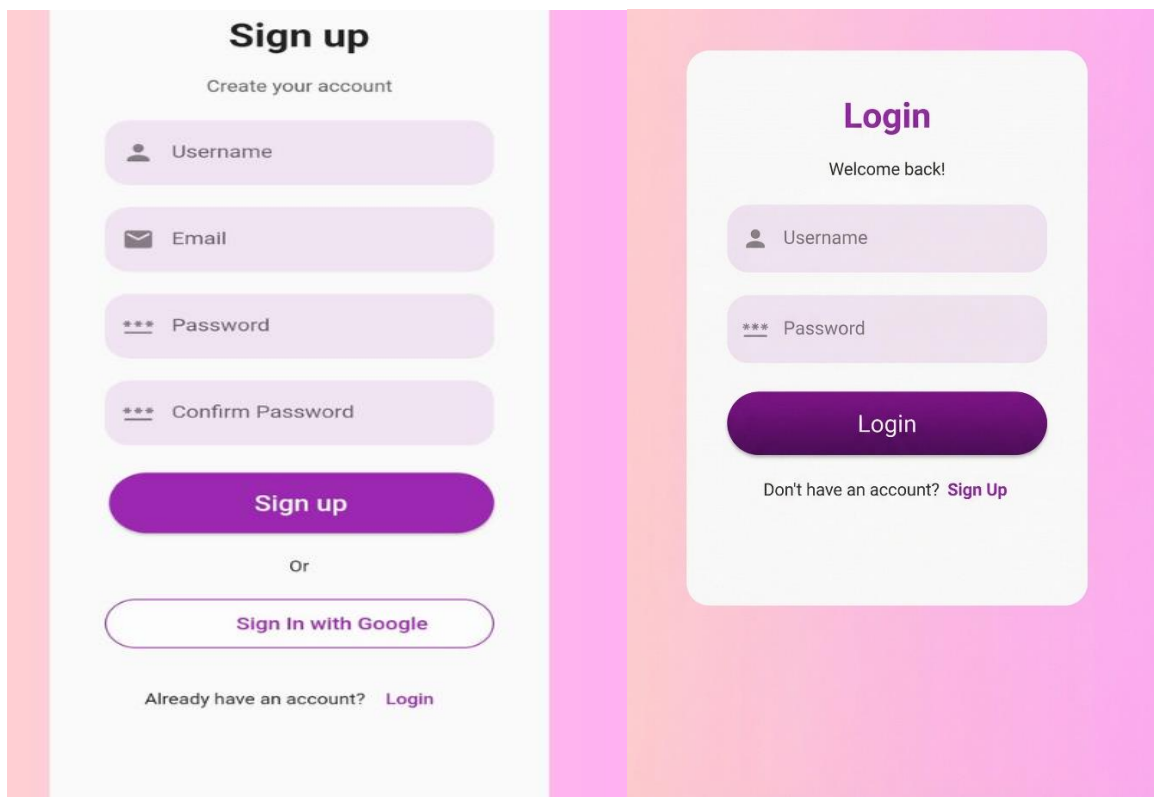 Sign up
Create your account
Username
Email
*** Password
*** Confirm Password
Sign up
Or
Sign In with Google
Already have an account? Login
Login
Welcome back!
Username
*** Password
Login
Don't have an account? Sign Up